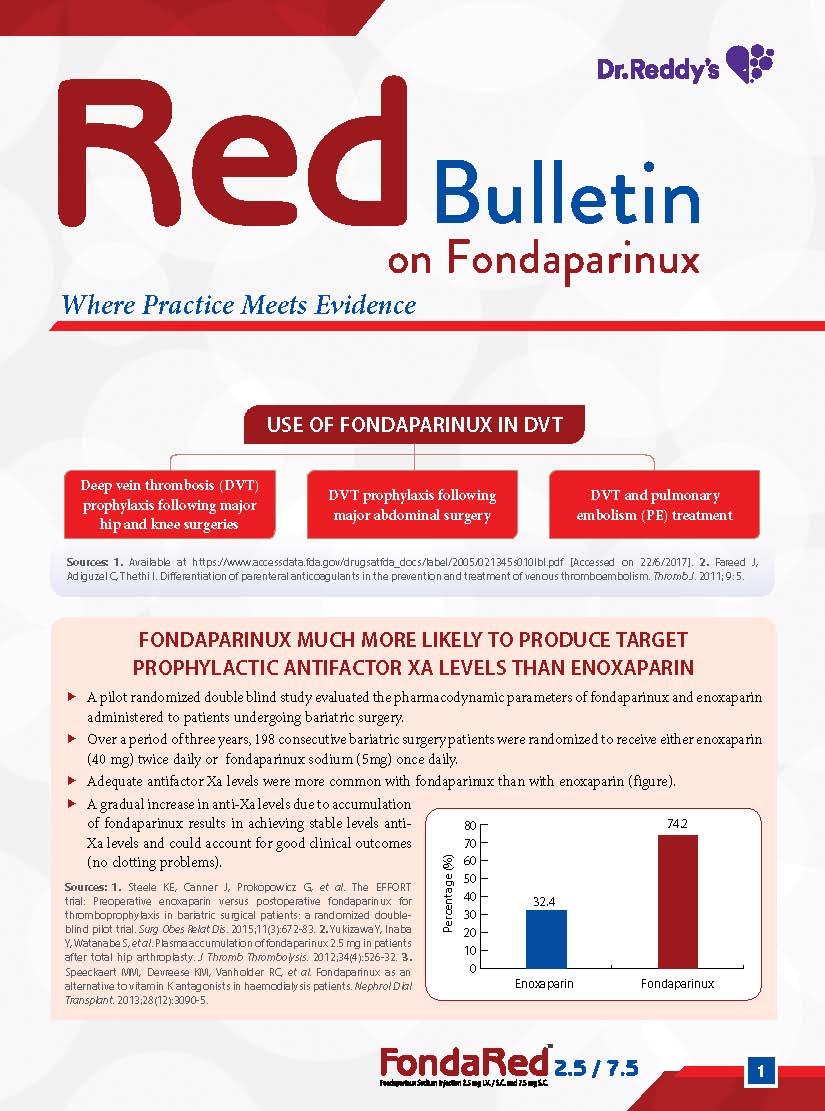 Dr.Reddy's
Red
Bulletin
on Fondaparinux
Where Practice Meets Evidence
USE OF FONDAPARINUX IN DVT
Deep vein thrombosis (DVT)
prophylaxis following major
hip and knee surgeries
DVT prophylaxis following
major abdominal surgery
DVT and pulmonary
embolism (PE) treatment
Sources: 1. Available at https://www.accessdata.fda.gov/drugsatfda_docs/label/2005/021345s010lbl.pdf [Accessed on 22/6/2017]. 2. Fareed J,
Adiguzel C, Thethi I. Differentiation of parenteral anticoagulants in the prevention and treatment of venous thromboembolism. Thromb J. 2011; 9: 5.
FONDAPARINUX MUCH MORE LIKELY TO PRODUCE TARGET
PROPHYLACTIC ANTIFACTOR XA LEVELS THAN ENOXAPARIN
A pilot randomized double blind study evaluated the pharmacodynamic parameters of fondaparinux and enoxaparin
administered to patients undergoing bariatric surgery.
Over a period of three years, 198 consecutive bariatric surgery patients were randomized to receive either enoxaparin
(40 mg) twice daily or fondaparinux sodium (5mg) once daily.
Adequate antifactor Xa levels were more common with fondaparinux than with enoxaparin (figure).
A gradual increase in anti-Xa levels due to accumulation
of fondaparinux results in achieving stable levels anti-
Xa levels and could account for good clinical outcomes
(no clotting problems).
Sources: 1. Steele KE, Canner J, Prokopowicz G, et al. The EFFORT
trial: Preoperative enoxaparin versus postoperative fondaparinux for
thromboprophylaxis in bariatric surgical patients: a randomized double-
blind pilot trial. Surg Obes Relat Dis. 2015;11(3):672-83. 2. Yukizawa Y, Inaba
Y, Watanabe S, et al. Plasma accumulation of fondaparinux 2.5 mg in patients
after total hip arthroplasty. J Thromb Thrombolysis. 2012;34(4):526-32. 3.
Speeckaert MM, Devreese KM, Vanholder RC, et al. Fondaparinux as an
alternative to vitamin K antagonists in haemodialysis patients. Nephrol Dial
Transplant. 2013;28(12):3090-5.
Percentage (%)
80
70
60
50
40
30
20
10
0
32.4
74.2
Enoxaparin
Fondaparinux
FondaRed™ 2.5 / 7.5
Fondaparinux Sodium Injection 2.5 mg I.V. / S.C. and 7.5 mg S.C.
1